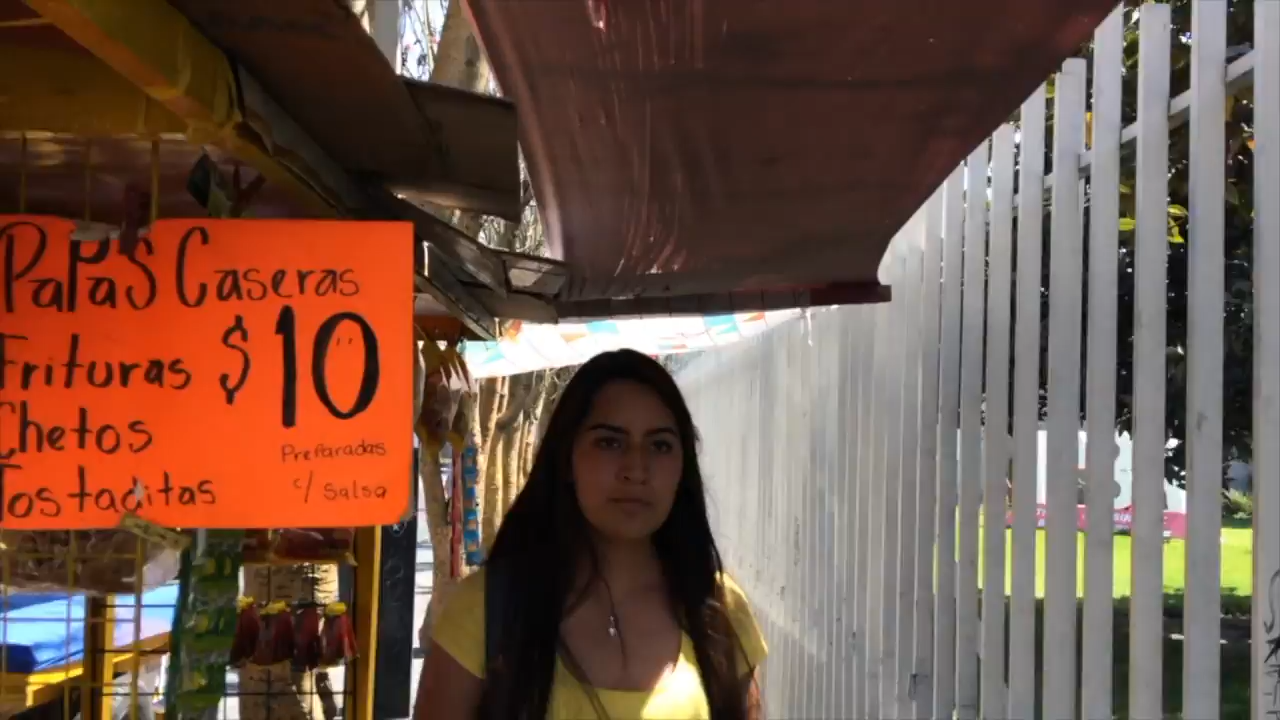 PaPaS Caseras
Frituras $10
Chetos
Preparadas
Tostaditas c/ Salsa